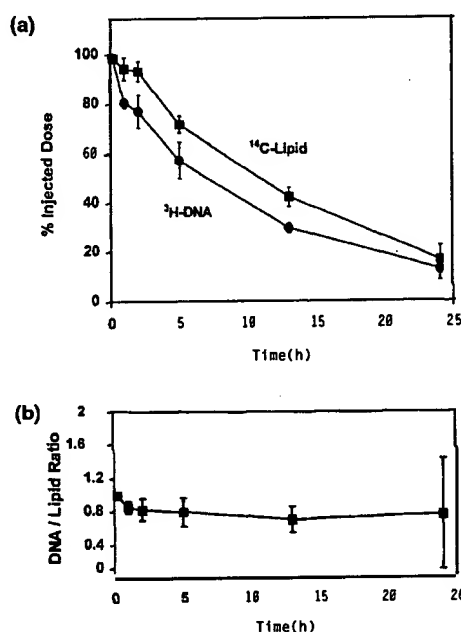 (a)
% Injected Dose
100
80
60
40
20
0
¹⁴C-Lipid
³H-DNA
0 5 10 15 20 25
Time(h)
(b)
DNA / Lipid Ratio
2
1.6
1.2
0.8
0.4
0
0 5 10 15 20 25
Time(h)